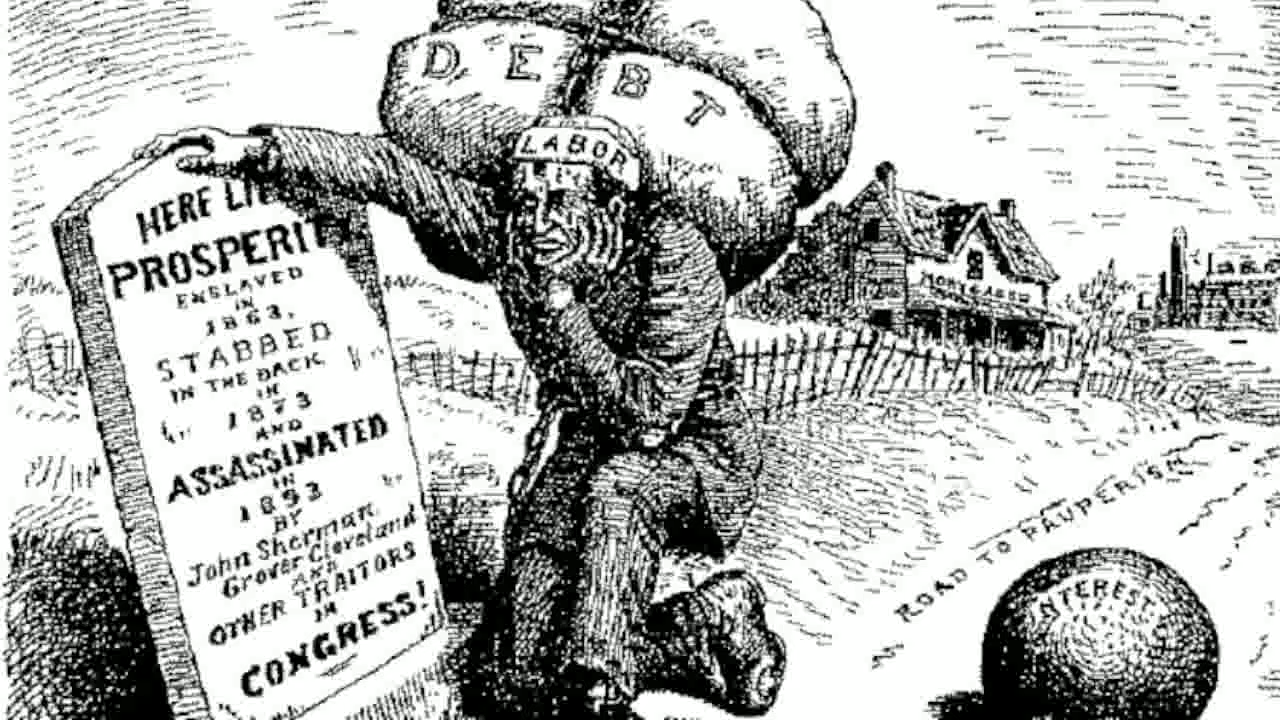 DEBT
LABOR
HERE LIE
PROSPERIT
ENSLAVED
IN
1863,
STABBED
IN THE BACK
IN
1873
AND
ASSASSINATED
IN
1893
BY
John Sherman,
Grover Cleveland
AND
OTHER TRAITORS
IN
CONGRESS!
MORTGAGED
ROAD TO PAUPERISM
INTEREST